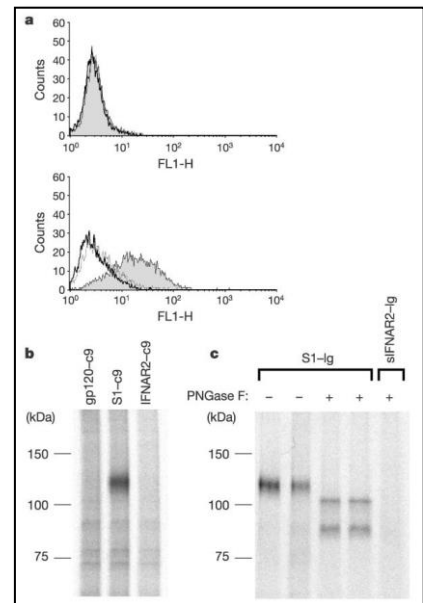 a
60
50
40
30
20
10
0
Counts
10⁰ 10¹ 10² 10³ 10⁴
FL1-H
60
50
40
30
20
10
0
Counts
10⁰ 10¹ 10² 10³ 10⁴
FL1-H
b
gp120–c9
S1–c9
IFNAR2–c9
(kDa)
150
100
75
c
S1–Ig
sIFNAR2–Ig
PNGase F: – – + + +
(kDa)
150
100
75